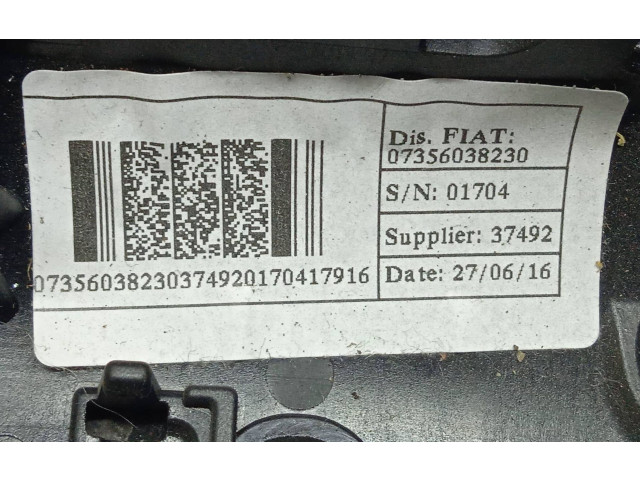 Dis. FIAT:
07356038230
S/N: 01704
Supplier: 37492
Date: 27/06/16
07356038230374920170417916